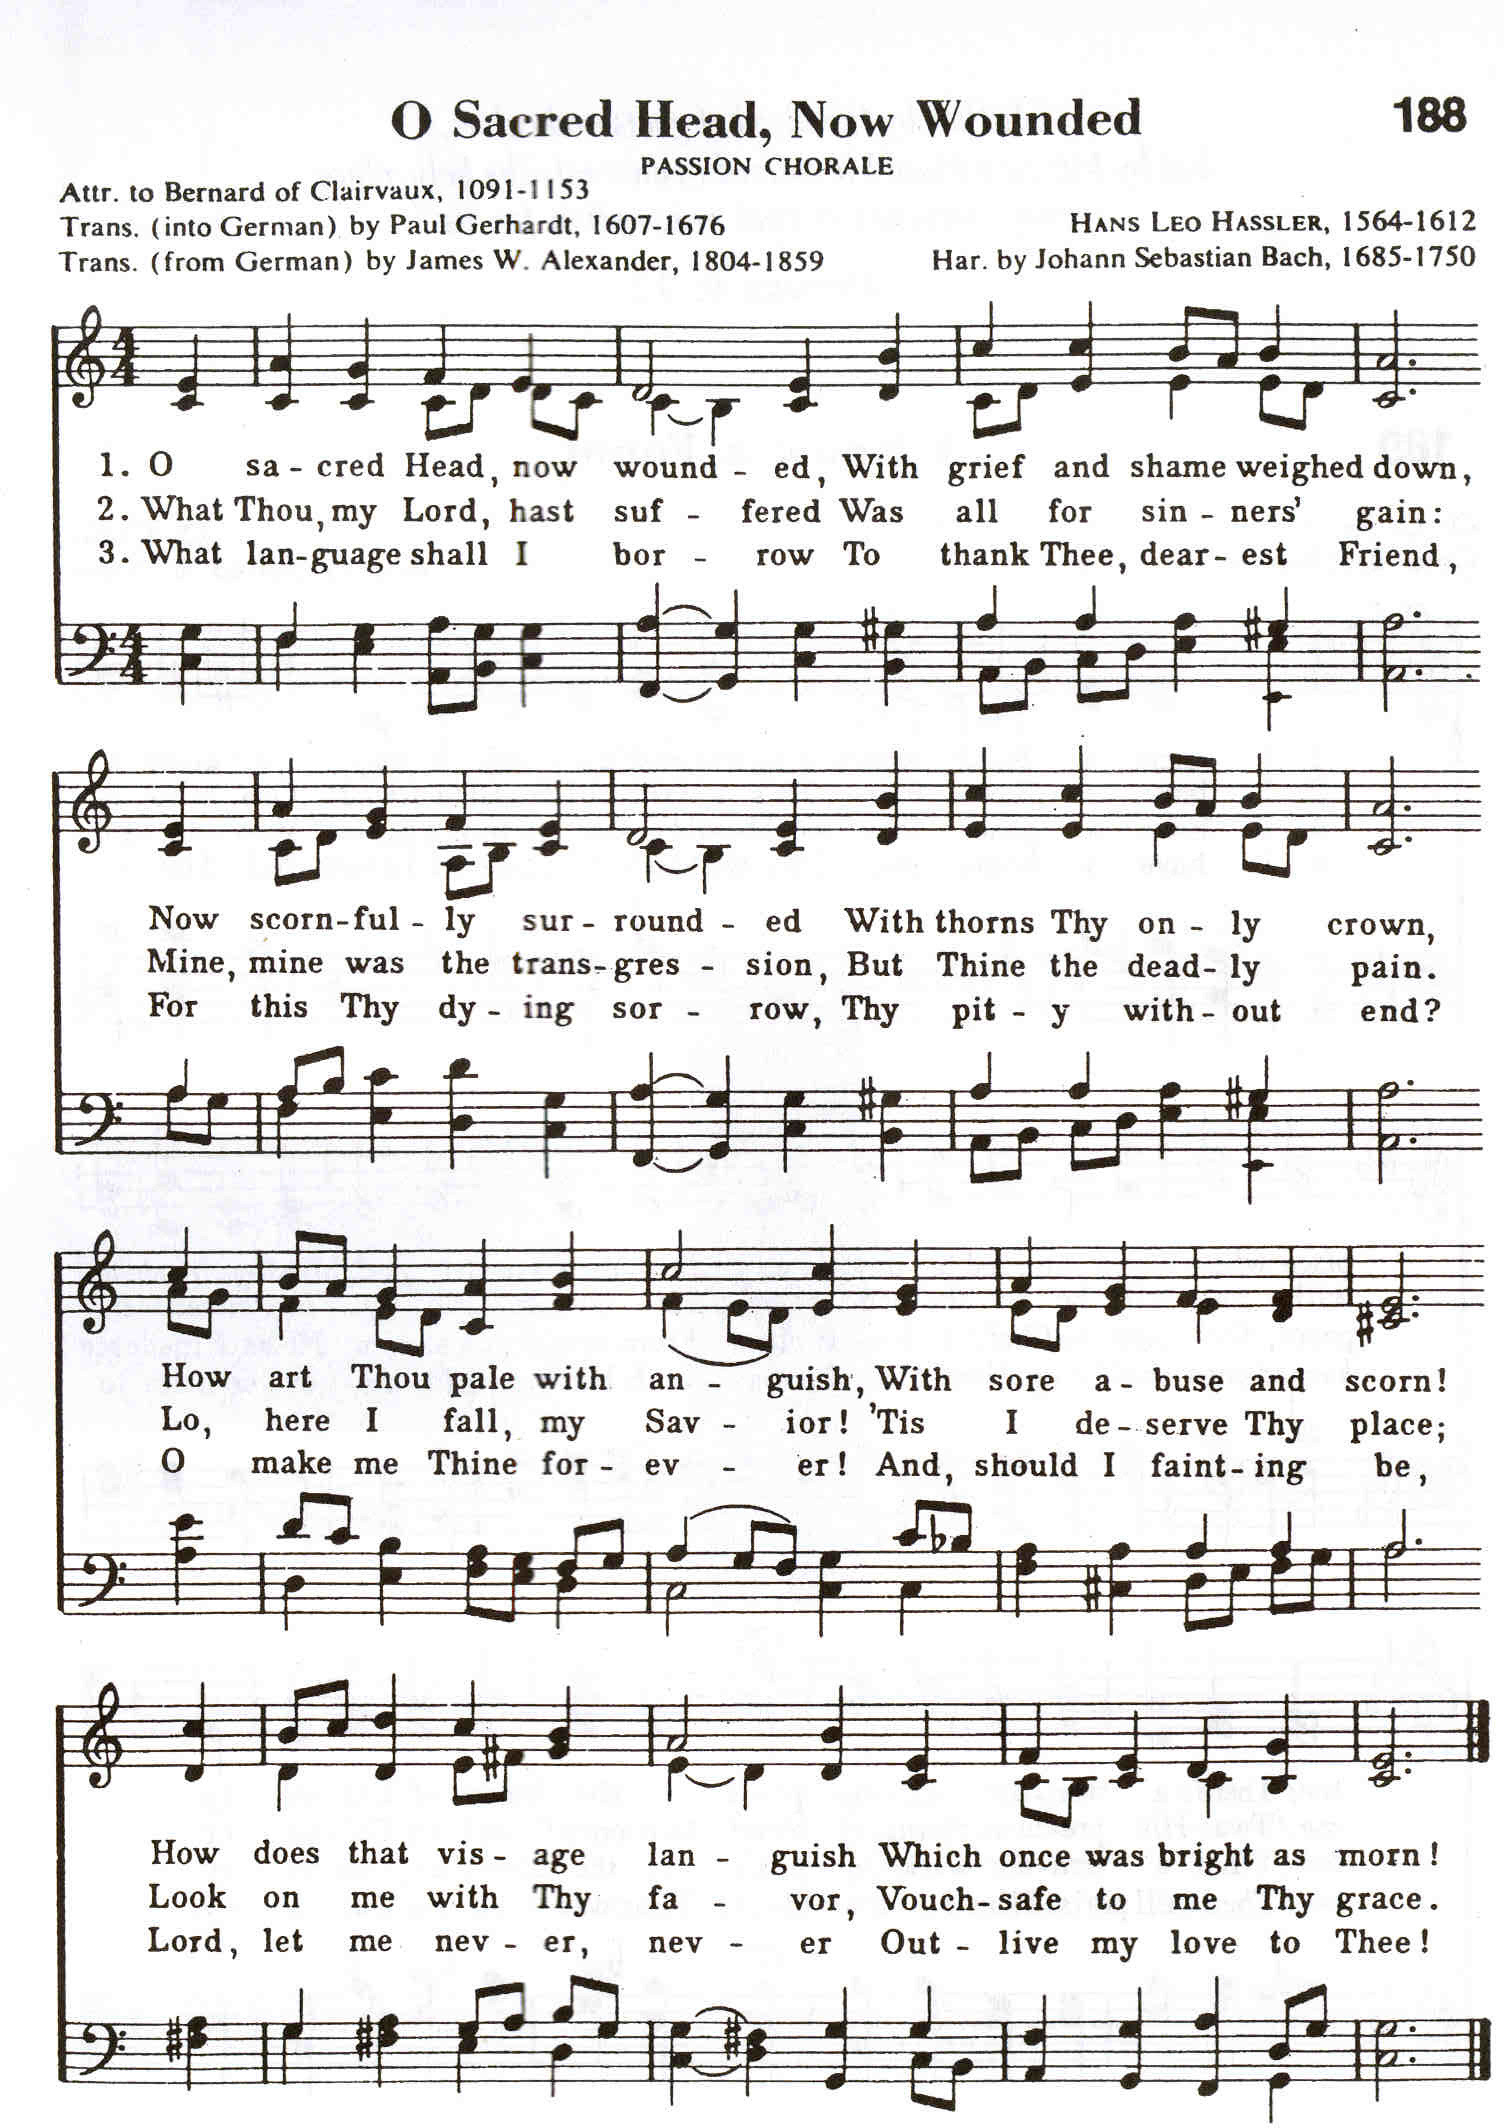 O Sacred Head, Now Wounded 188
PASSION CHORALE
Attr. to Bernard of Clairvaux, 1091-1153
Trans. (into German) by Paul Gerhardt, 1607-1676 HANS LEO HASSLER, 1564-1612
Trans. (from German) by James W. Alexander, 1804-1859 Har. by Johann Sebastian Bach, 1685-1750
1. O sa - cred Head, now wound - ed, With grief and shame weighed down,
2. What Thou, my Lord, hast suf - fered Was all for sin - ners' gain:
3. What lan-guage shall I bor - row To thank Thee, dear- est Friend,
Now scorn-ful - ly sur - round - ed With thorns Thy on - ly crown,
Mine, mine was the trans-gres - sion, But Thine the dead- ly pain.
For this Thy dy - ing sor - row, Thy pit - y with- out end?
How art Thou pale with an - guish, With sore a - buse and scorn!
Lo, here I fall, my Sav - ior! 'Tis I de - serve Thy place;
O make me Thine for - ev - er! And, should I faint- ing be,
How does that vis - age lan - guish Which once was bright as morn!
Look on me with Thy fa - vor, Vouch-safe to me Thy grace.
Lord, let me nev - er, nev - er Out - live my love to Thee!